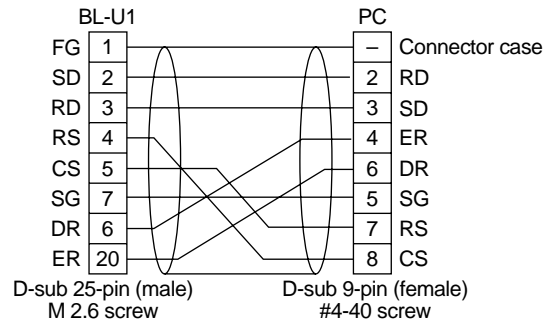 BL-U1 PC
FG 1 – Connector case
SD 2 2 RD
RD 3 3 SD
RS 4 4 ER
CS 5 6 DR
SG 7 5 SG
DR 6 7 RS
ER 20 8 CS
D-sub 25-pin (male) D-sub 9-pin (female)
M 2.6 screw #4-40 screw